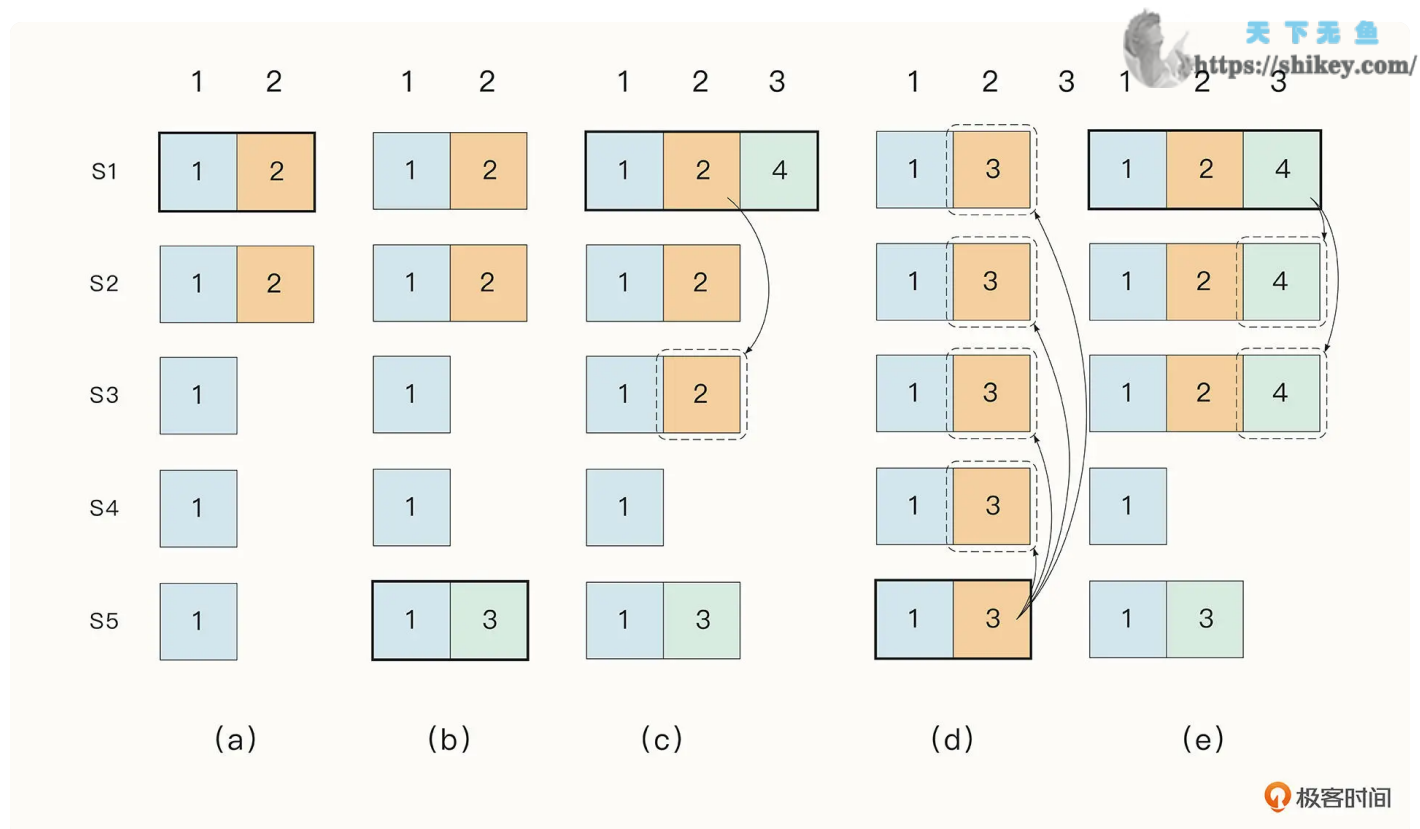 天下无鱼
https://shikey.com/
1 2 1 2 1 2 3 1 2 3 1 2 3
S1 1 2 1 2 1 2 4 1 3 1 2 4
S2 1 2 1 2 1 2 1 3 1 2 4
S3 1 1 1 2 1 3 1 2 4
S4 1 1 1 1 3 1
S5 1 1 3 1 3 1 3 1 3
(a) (b) (c) (d) (e)
极客时间